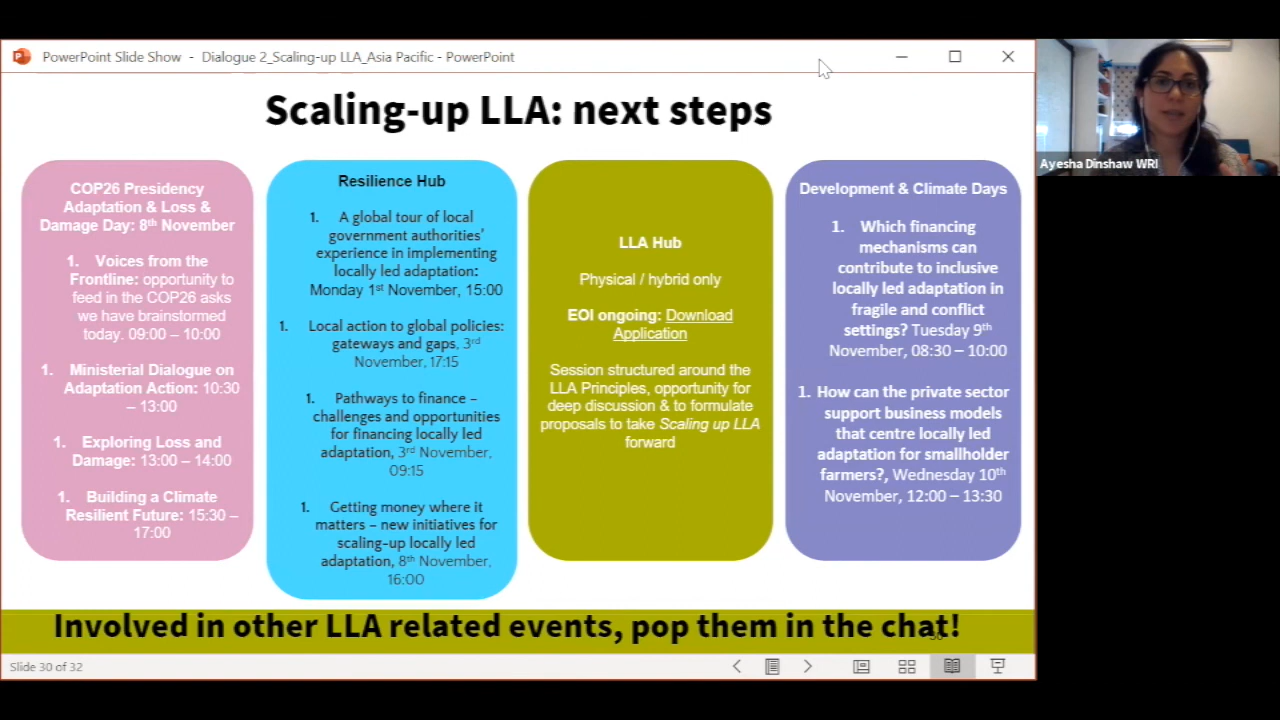 PowerPoint Slide Show - Dialogue 2_Scaling-up LLA_Asia Pacific - PowerPoint
Scaling-up LLA: next steps
COP26 Presidency
Adaptation & Loss &
Damage Day: 8th November
1. Voices from the
Frontline: opportunity to
feed in the COP26 asks
we have brainstormed
today. 09:00 – 10:00
1. Ministerial Dialogue on
Adaptation Action: 10:30
– 13:00
1. Exploring Loss and
Damage: 13:00 – 14:00
1. Building a Climate
Resilient Future: 15:30 –
17:00
Resilience Hub
1. A global tour of local
government authorities'
experience in implementing
locally led adaptation:
Monday 1st November, 15:00
1. Local action to global policies:
gateways and gaps, 3rd
November, 17:15
1. Pathways to finance –
challenges and opportunities
for financing locally led
adaptation, 3rd November,
09:15
1. Getting money where it
matters – new initiatives for
scaling-up locally led
adaptation, 8th November,
16:00
LLA Hub
Physical / hybrid only
EOI ongoing: Download
Application
Session structured around the
LLA Principles, opportunity for
deep discussion & to formulate
proposals to take Scaling up LLA
forward
Development & Climate Days
1. Which financing
mechanisms can
contribute to inclusive
locally led adaptation in
fragile and conflict
settings? Tuesday 9th
November, 08:30 – 10:00
1. How can the private sector
support business models
that centre locally led
adaptation for smallholder
farmers?, Wednesday 10th
November, 12:00 – 13:30
Involved in other LLA related events, pop them in the chat!
30
Slide 30 of 32
Ayesha Dinshaw WRI